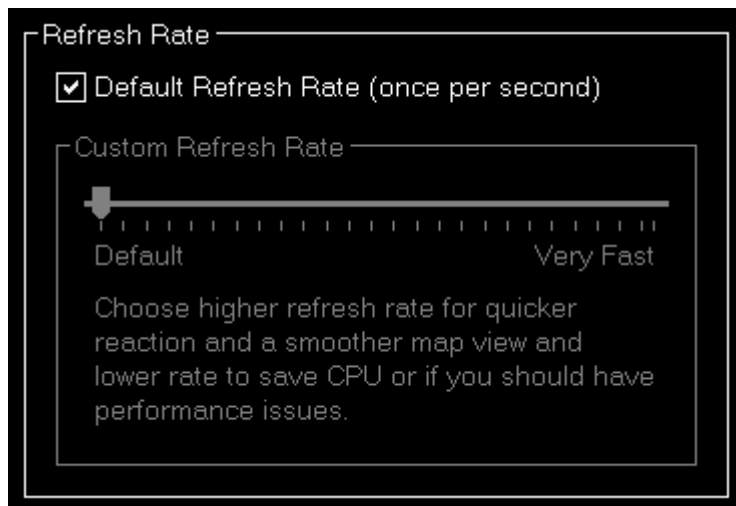 Refresh Rate
Default Refresh Rate (once per second)
Custom Refresh Rate
Default
Very Fast
Choose higher refresh rate for quicker
reaction and a smoother map view and
lower rate to save CPU or if you should have
performance issues.